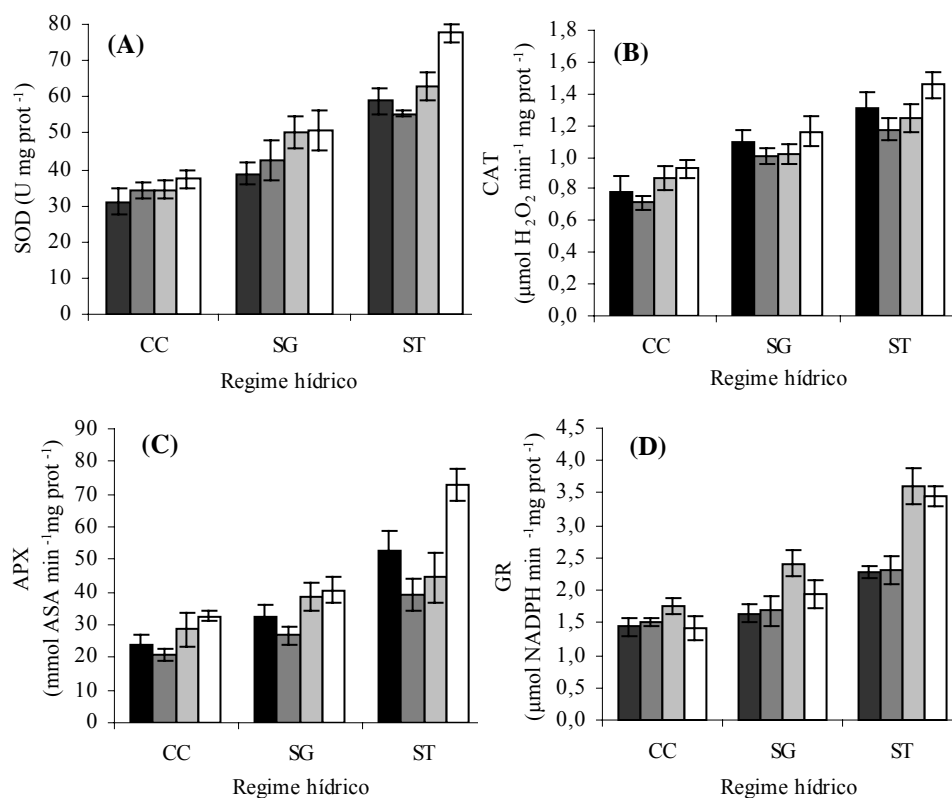 (A)
SOD (U mg prot⁻¹)
80
70
60
50
40
30
20
10
0
CC SG ST
Regime hídrico
(B)
CAT
(µmol H₂O₂ min⁻¹ mg prot⁻¹)
1,8
1,6
1,4
1,2
1,0
0,8
0,6
0,4
0,2
0,0
CC SG ST
Regime hídrico
(C)
APX
(mmol ASA min⁻¹mg prot⁻¹)
90
80
70
60
50
40
30
20
10
0
CC SG ST
Regime hídrico
(D)
GR
(µmol NADPH min ⁻¹mg prot⁻¹)
4,5
4,0
3,5
3,0
2,5
2,0
1,5
1,0
0,5
0,0
CC SG ST
Regime hídrico